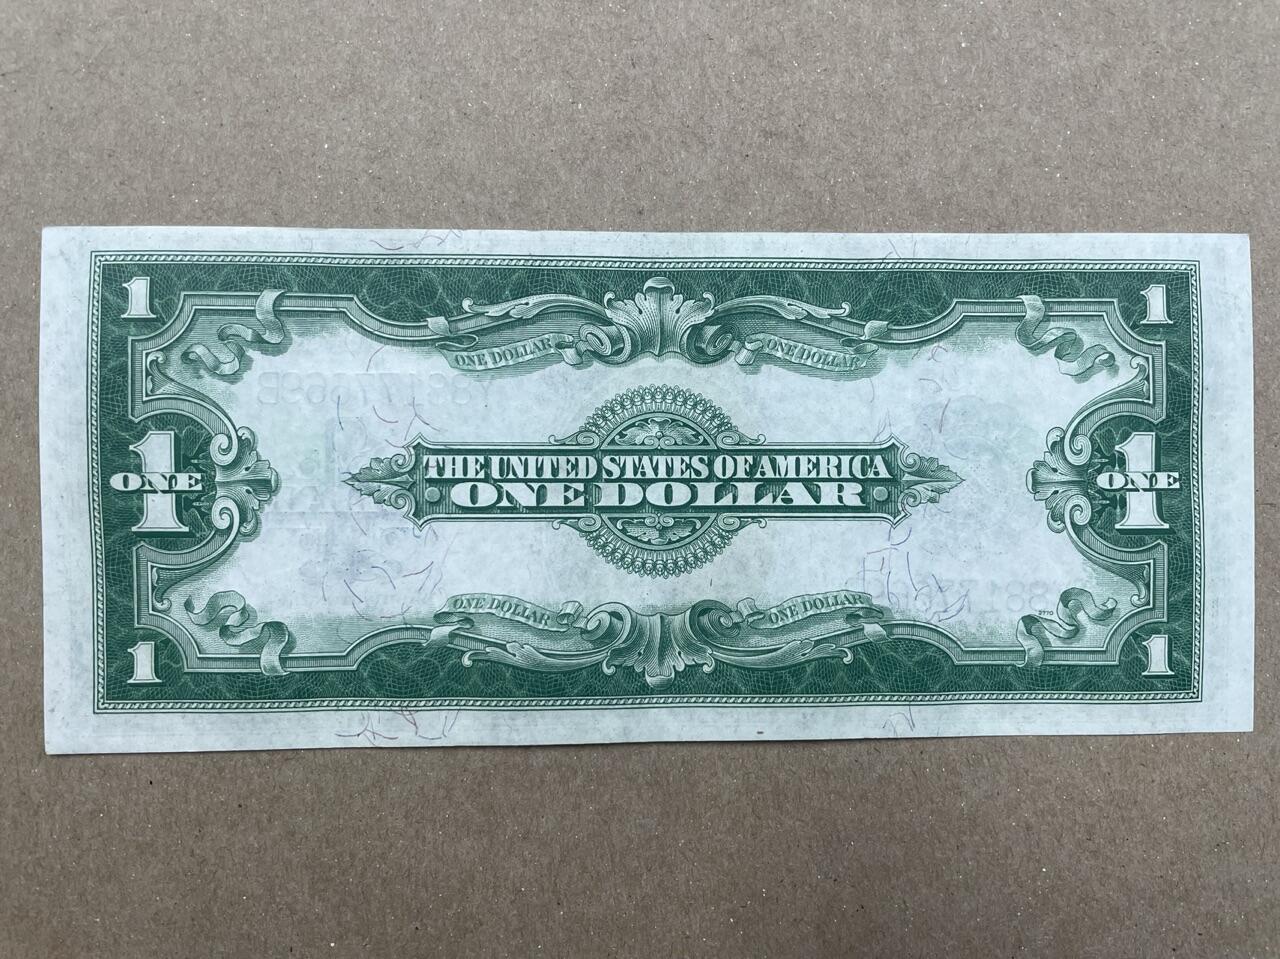 1 1
ONE DOLLAR ONE DOLLAR
1 1
ONE ONE
THE UNITED STATES OF AMERICA
ONE DOLLAR
ONE DOLLAR ONE DOLLAR
1 1